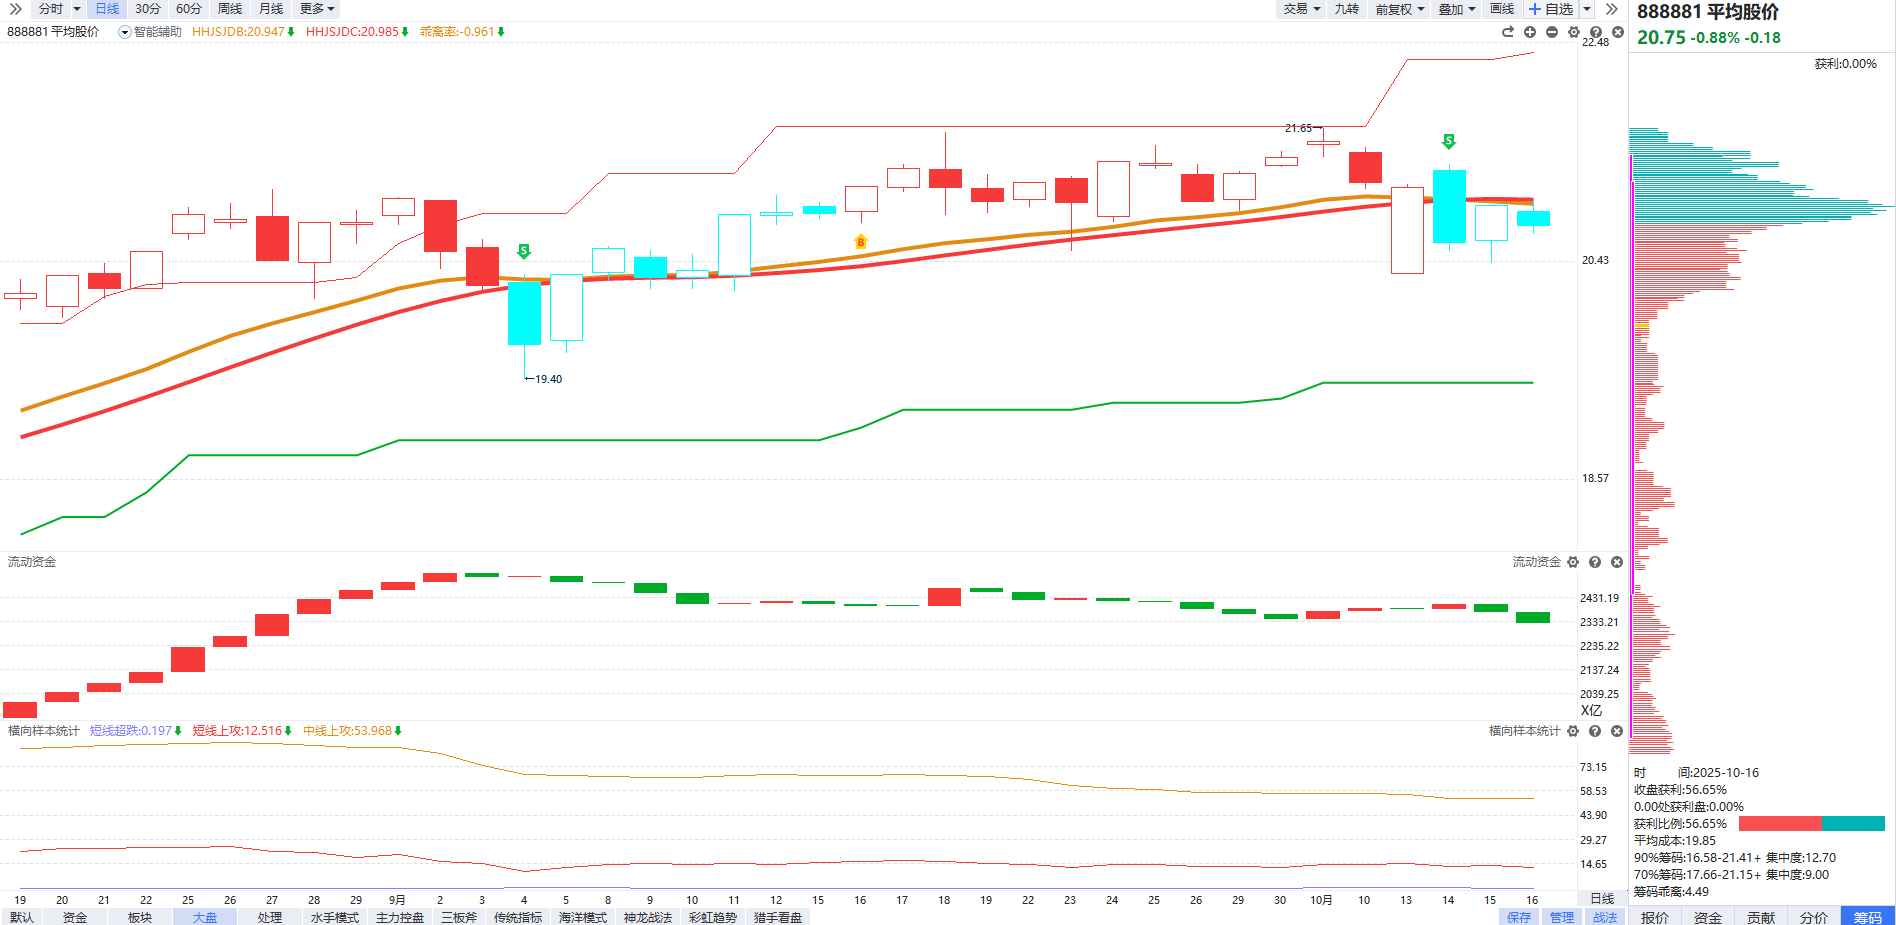 分时 日线 30分 60分 周线 月线 更多 交易 九转 前复权 叠加 画线 自选
888881 平均股价
20.75 -0.88% -0.18
888881 平均股价 智能辅助 HHJSJDB:20.947 HHJSJDC:20.985 乖离率:-0.961
22.48
获利:0.00%
21.65
S
B
S
20.43
19.40
18.57
流动资金 流动资金
2431.19
2333.21
2235.22
2137.24
2039.25
X亿
横向样本统计 短线超跌:0.197 短线上攻:12.516 中线上攻:53.968 横向样本统计
73.15
58.53
43.90
29.27
14.65
时 间:2025-10-16
收盘获利:56.65%
0.00处获利盘:0.00%
获利比例:56.65%
平均成本:19.85
90%筹码:16.58-21.41+ 集中度:12.70
70%筹码:17.66-21.15+ 集中度:9.00
筹码乖离:4.49
19 20 21 22 25 26 27 28 29 9月 2 3 4 5 8 9 10 11 12 15 16 17 18 19 22 23 24 25 26 29 30 10月 10 13 14 15 16 日线
默认 资金 板块 大盘 处理 水手模式 主力控盘 三板斧 传统指标 海洋模式 神龙战法 彩虹趋势 猎手看盘 保存 管理 战法 报价 资金 贡献 分价 筹码